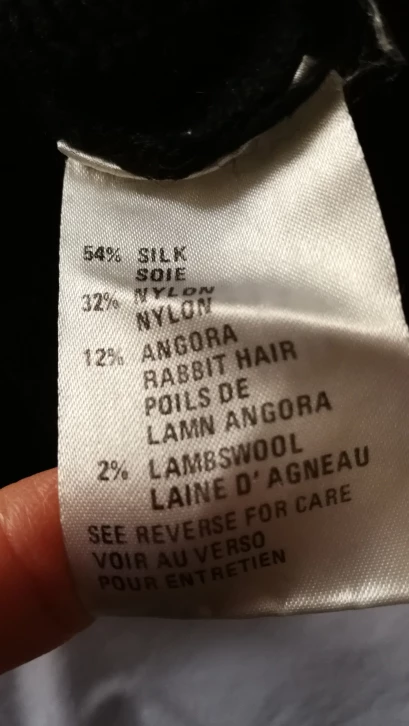 54% SILK
SOIE
32% NYLON
NYLON
12% ANGORA
RABBIT HAIR
POILS DE
LAMN ANGORA
2% LAMBSWOOL
LAINE D'AGNEAU
SEE REVERSE FOR CARE
VOIR AU VERSO
POUR ENTRETIEN